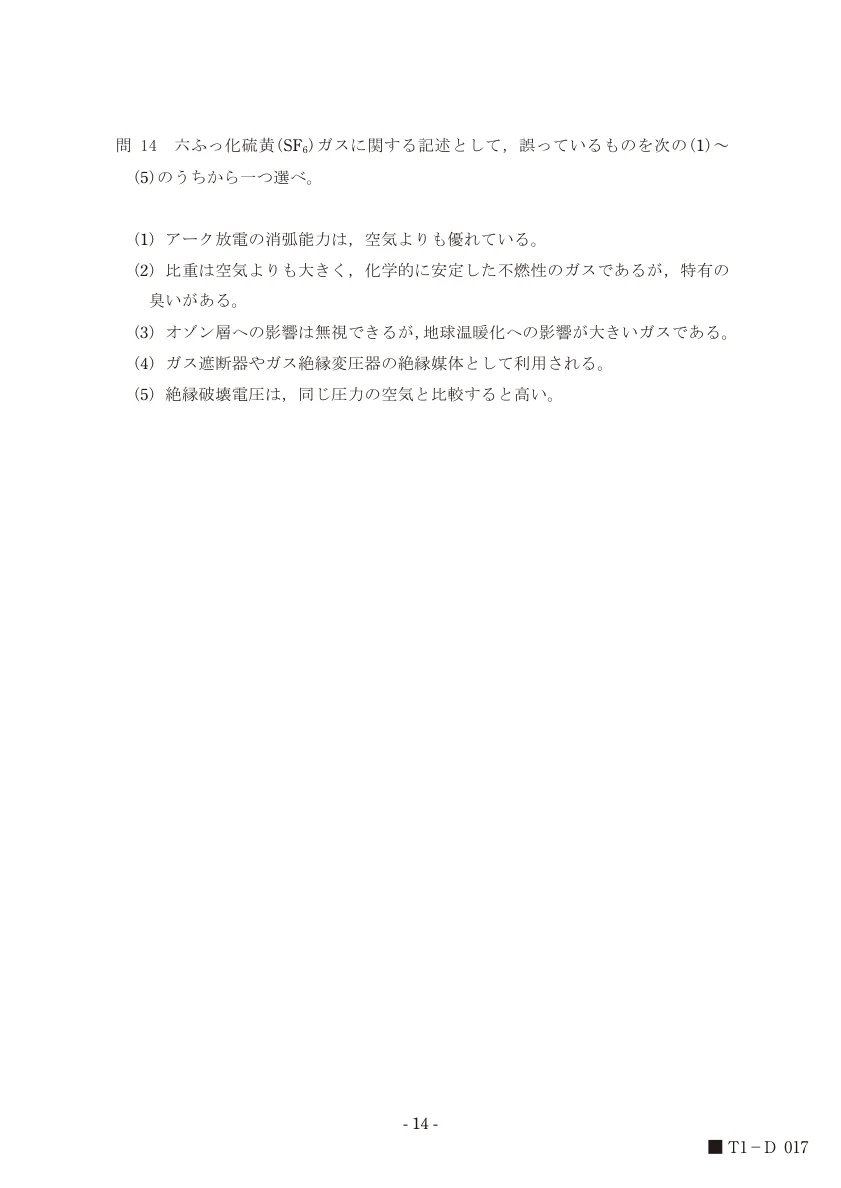 問 14　六ふっ化硫黄(SF₆)ガスに関する記述として，誤っているものを次の(1)～
(5)のうちから一つ選べ。
(1) アーク放電の消弧能力は，空気よりも優れている。
(2) 比重は空気よりも大きく，化学的に安定した不燃性のガスであるが，特有の
臭いがある。
(3) オゾン層への影響は無視できるが，地球温暖化への影響が大きいガスである。
(4) ガス遮断器やガス絶縁変圧器の絶縁媒体として利用される。
(5) 絶縁破壊電圧は，同じ圧力の空気と比較すると高い。
- 14 -
■ T1－D 017